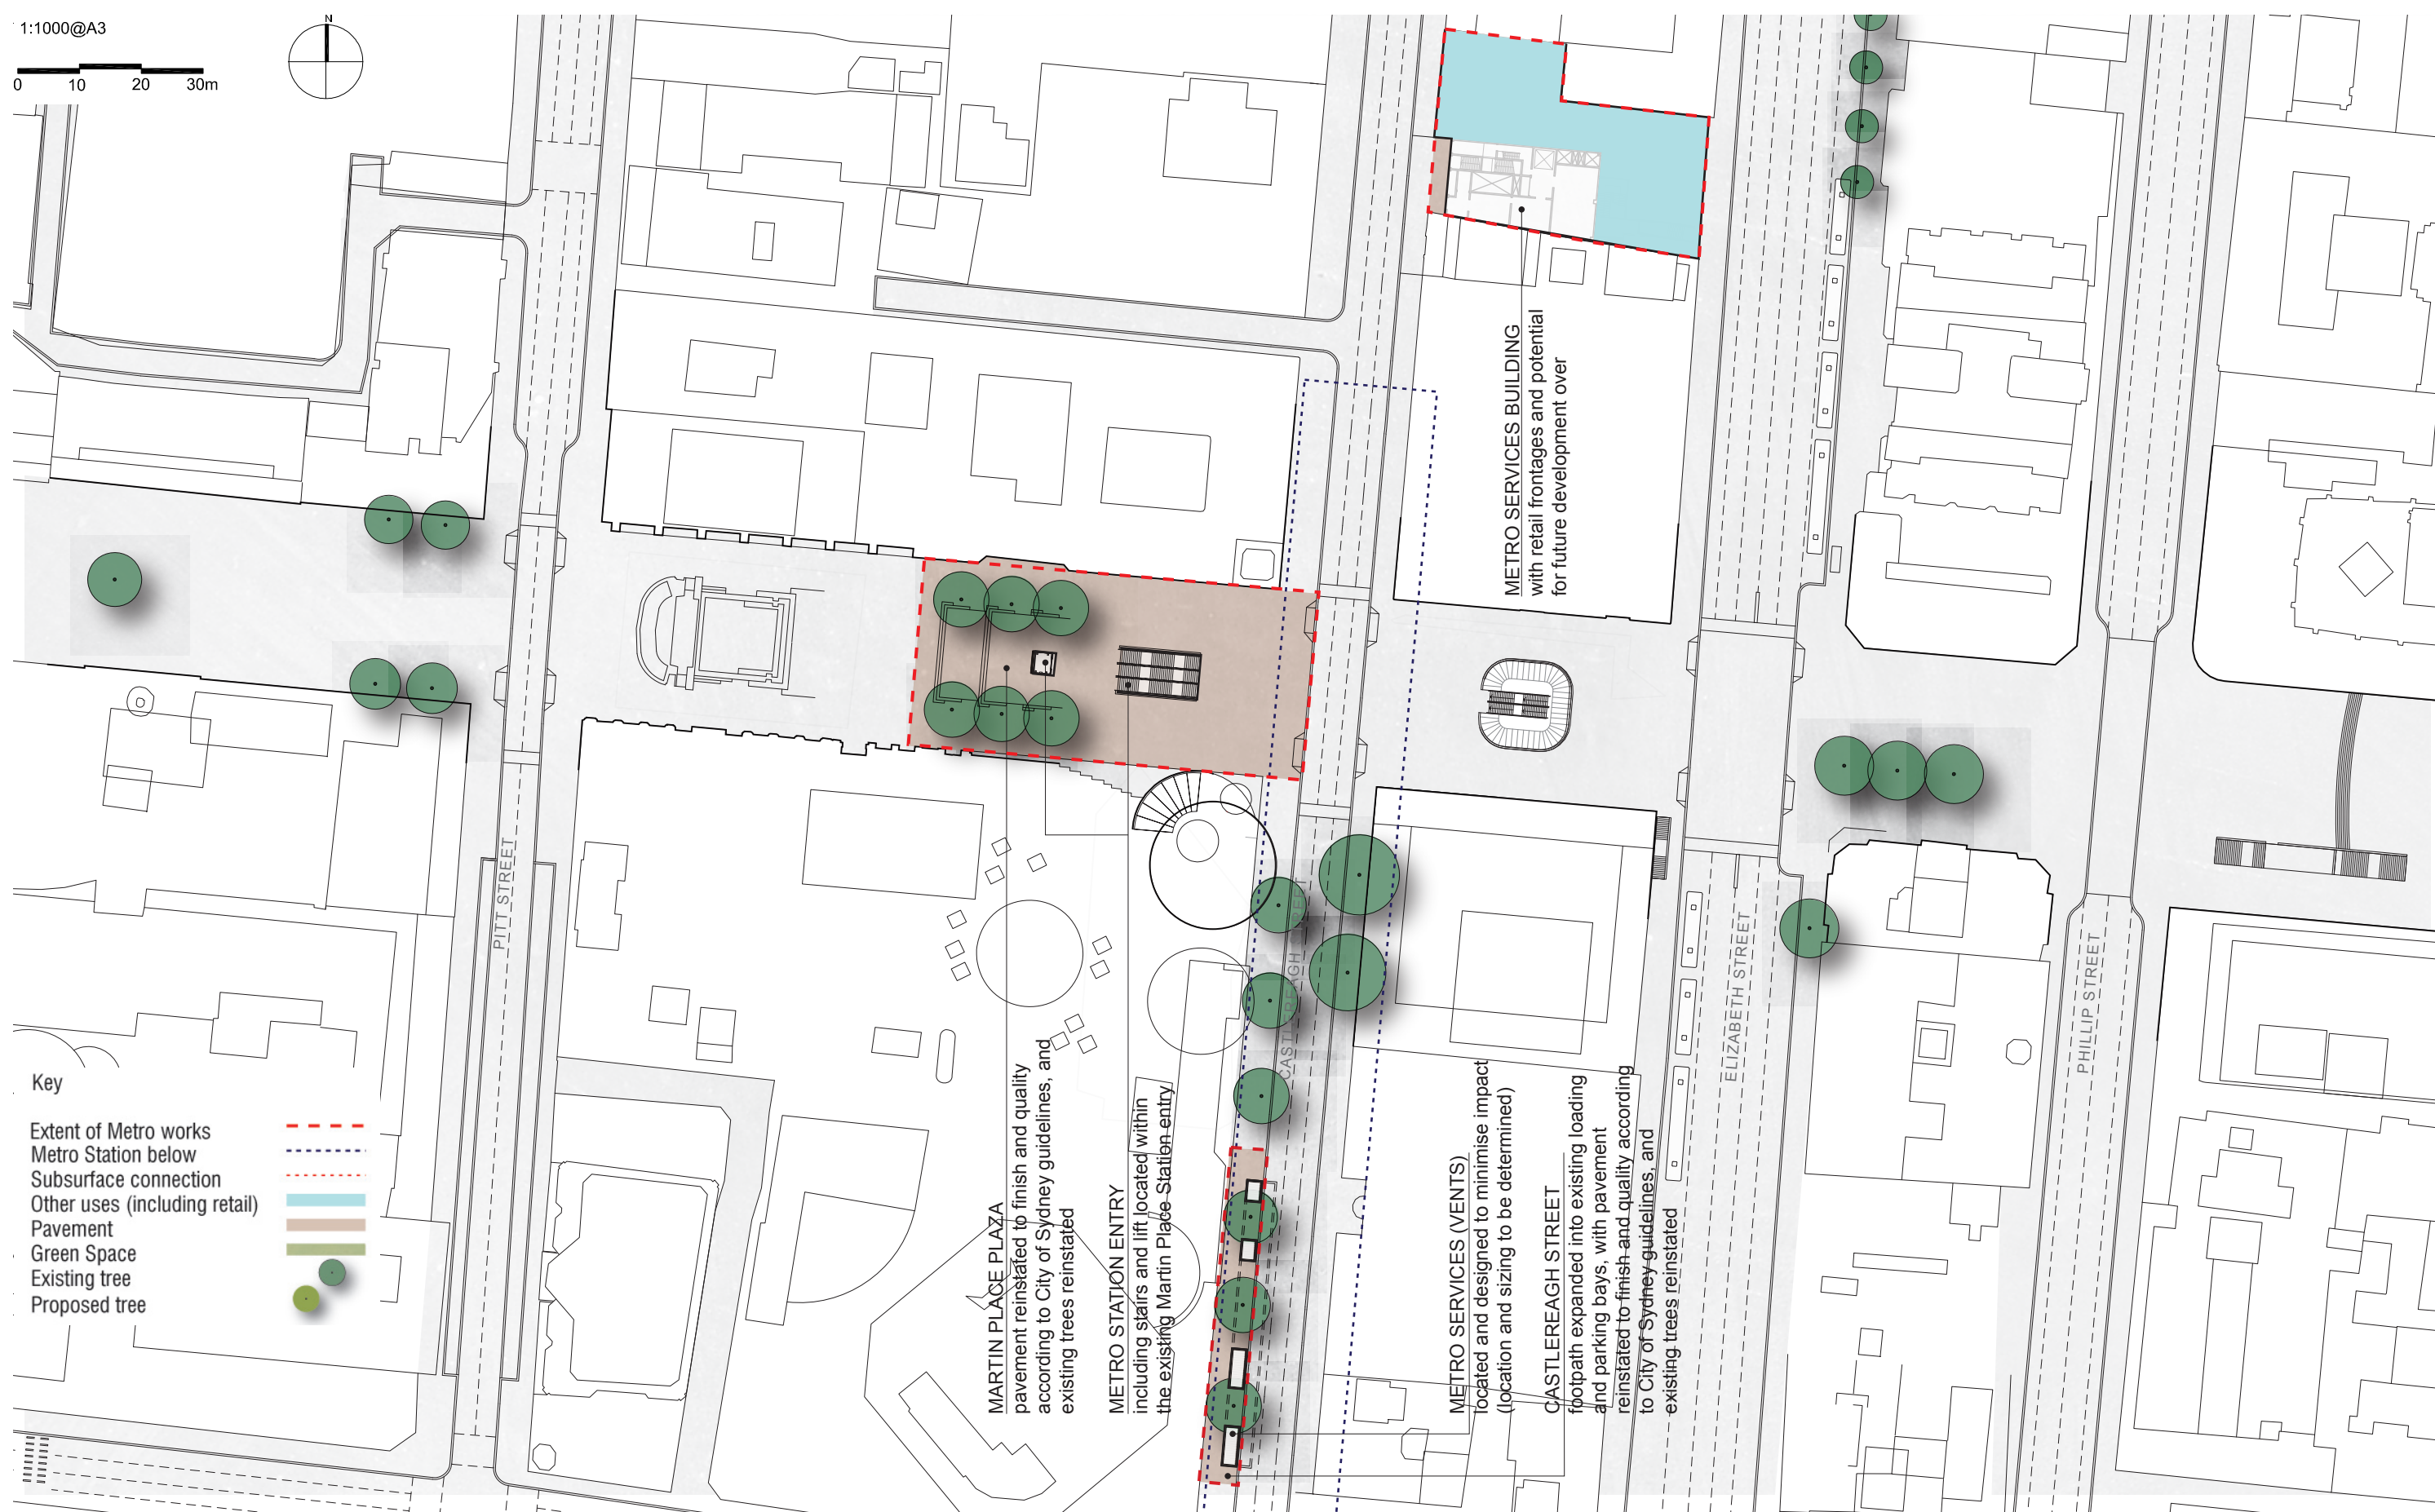 1:1000@A3
N
0 10 20 30m
METRO SERVICES BUILDING
with retail frontages and potential
for future development over
PITT STREET
CASTLEREAGH STREET
ELIZABETH STREET
PHILLIP STREET
MARTIN PLACE PLAZA
pavement reinstated to finish and quality
according to City of Sydney guidelines, and
existing trees reinstated
METRO STATION ENTRY
including stairs and lift located within
the existing Martin Place Station entry
METRO SERVICES (VENTS)
located and designed to minimise impact
(location and sizing to be determined)
CASTLEREAGH STREET
footpath expanded into existing loading
and parking bays, with pavement
reinstated to finish and quality according
to City of Sydney guidelines, and
existing trees reinstated
Key
Extent of Metro works
Metro Station below
Subsurface connection
Other uses (including retail)
Pavement
Green Space
Existing tree
Proposed tree